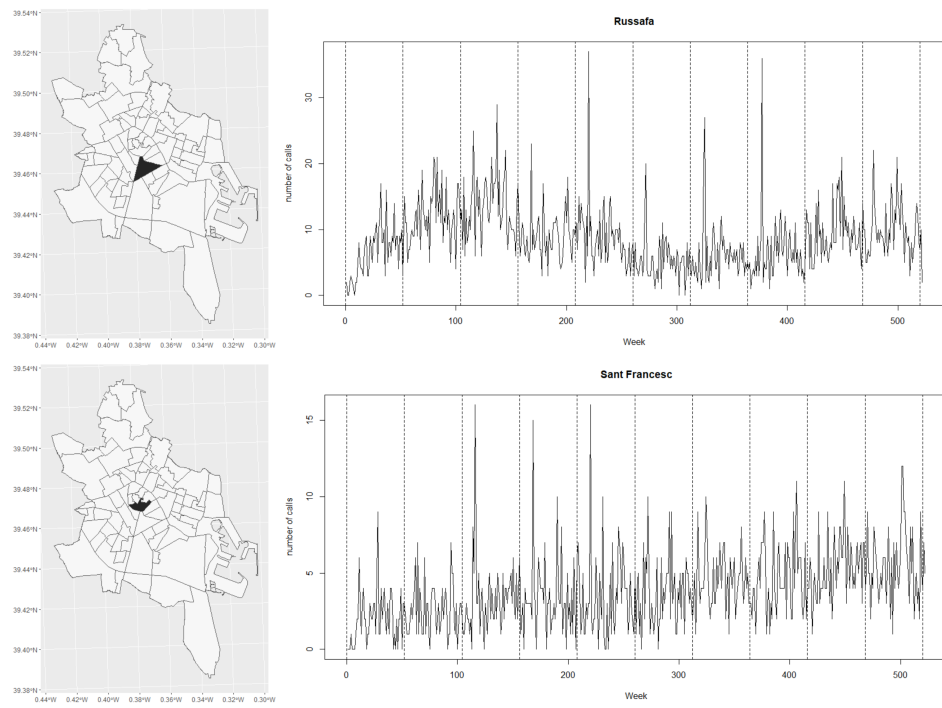 Russafa
39.54°N
39.52°N
39.50°N
39.48°N
39.46°N
39.44°N
39.42°N
39.40°N
39.38°N
0.44°W 0.42°W 0.40°W 0.38°W 0.36°W 0.34°W 0.32°W 0.30°W
number of calls
30
20
10
0
0 100 200 300 400 500
Week
Sant Francesc
39.54°N
39.52°N
39.50°N
39.48°N
39.46°N
39.44°N
39.42°N
39.40°N
39.38°N
0.44°W 0.42°W 0.40°W 0.38°W 0.36°W 0.34°W 0.32°W 0.30°W
number of calls
15
10
5
0
0 100 200 300 400 500
Week